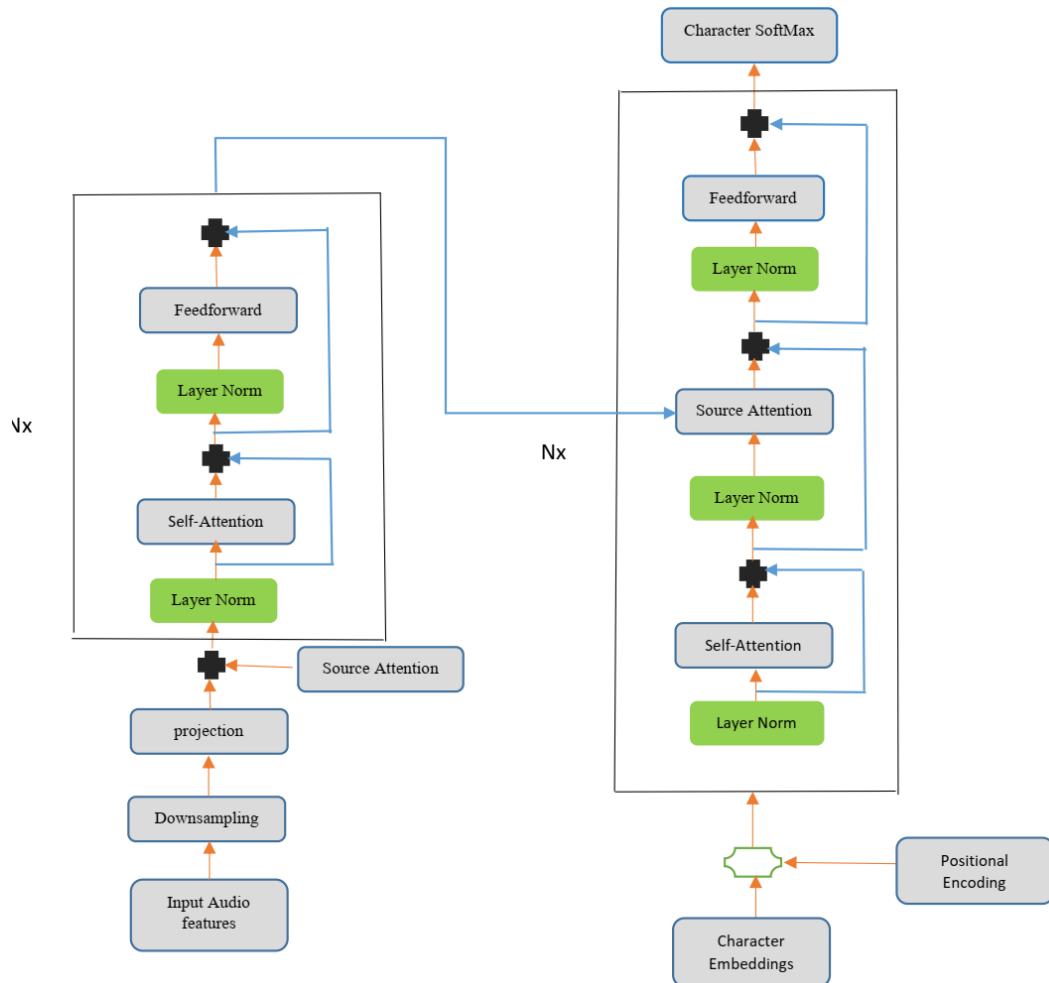 Character SoftMax
Feedforward
Layer Norm
Source Attention
Nx
Layer Norm
Self-Attention
Layer Norm
Positional
Encoding
Character
Embeddings
Feedforward
Layer Norm
Nx
Self-Attention
Layer Norm
Source Attention
projection
Downsampling
Input Audio
features